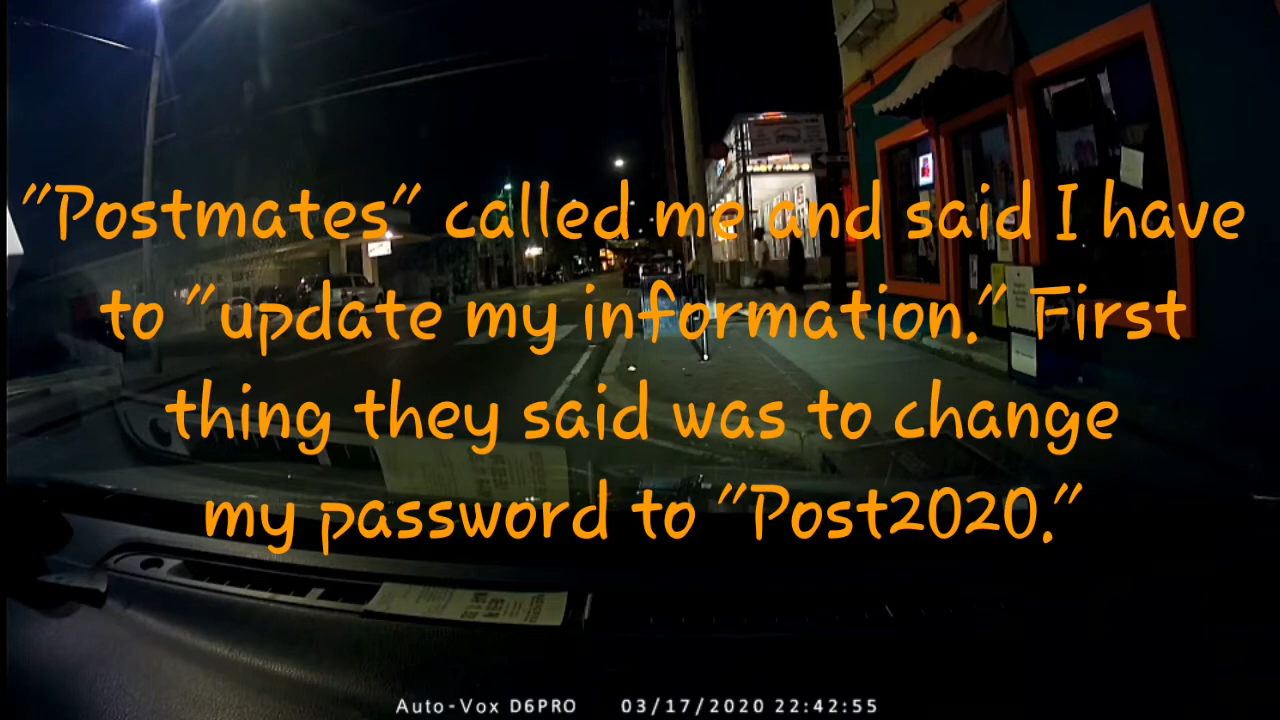 "Postmates" called me and said I have
to "update my information." First
thing they said was to change
my password to "Post2020."
Auto-Vox D6PRO 03/17/2020 22:42:55